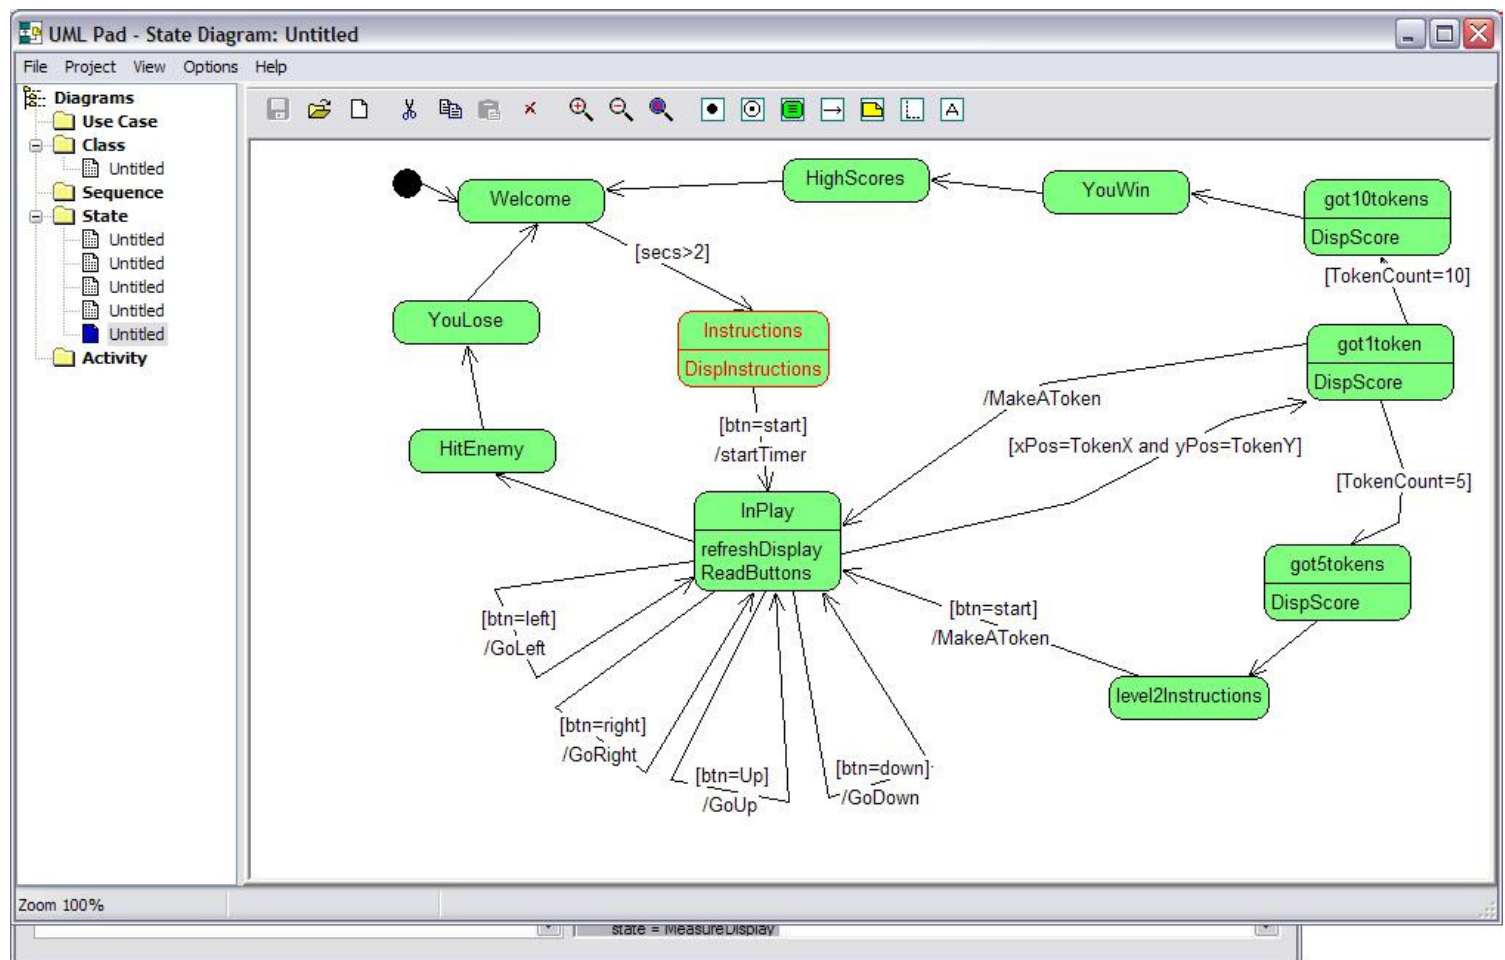 UML Pad - State Diagram: Untitled
File Project View Options Help
Diagrams
Use Case
Class
Untitled
Sequence
State
Untitled
Untitled
Untitled
Untitled
Untitled
Activity
A
Welcome
HighScores
YouWin
got10tokens
DispScore
[secs>2]
[TokenCount=10]
YouLose
Instructions
DispInstructions
got1token
DispScore
/MakeAToken
[btn=start]
/startTimer
HitEnemy
[xPos=TokenX and yPos=TokenY]
[TokenCount=5]
InPlay
refreshDisplay
ReadButtons
got5tokens
DispScore
[btn=left]
/GoLeft
[btn=start]
/MakeAToken
level2Instructions
[btn=right]
/GoRight
[btn=Up]
/GoUp
[btn=down]
/GoDown
Zoom 100%
state = MeasureDisplay